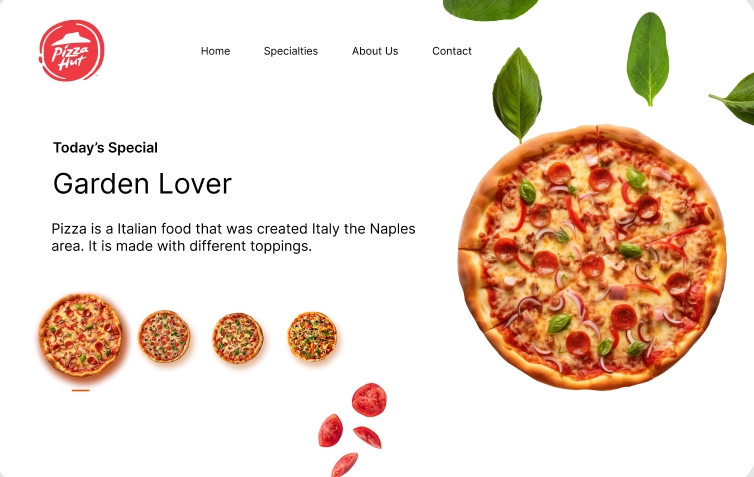 Pizza
Hut
Home Specialties About Us Contact
Today’s Special
Garden Lover
Pizza is a Italian food that was created Italy the Naples
area. It is made with different toppings.